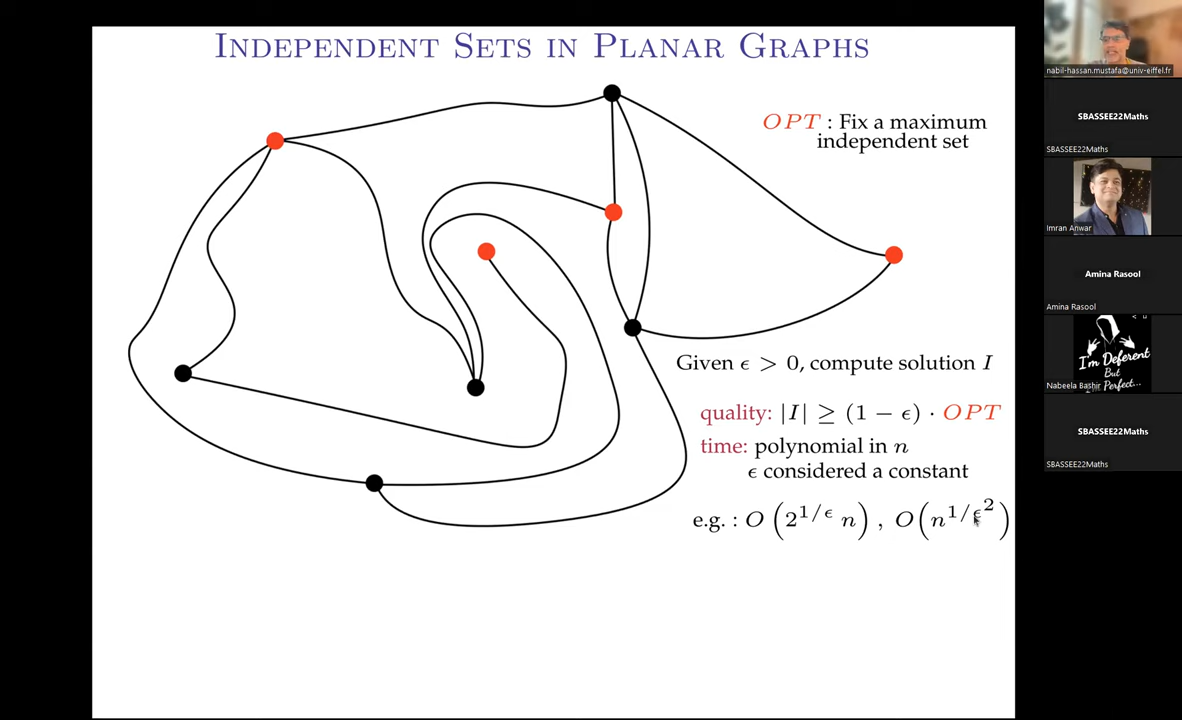 INDEPENDENT SETS IN PLANAR GRAPHS
OPT : Fix a maximum
independent set
Given ϵ > 0, compute solution I
quality: |I| ≥ (1 − ϵ) · OPT
time: polynomial in n
ϵ considered a constant
e.g. : O(2^{1/ϵ} n) , O(n^{1/ϵ^2})
nabil-hassan.mustafa@univ-eiffel.fr
SBASSEE22Maths
SBASSEE22Maths
Imran Anwar
Amina Rasool
Amina Rasool
I'm Deferent
But
Perfect...
Nabeela Bashir
SBASSEE22Maths
SBASSEE22Maths